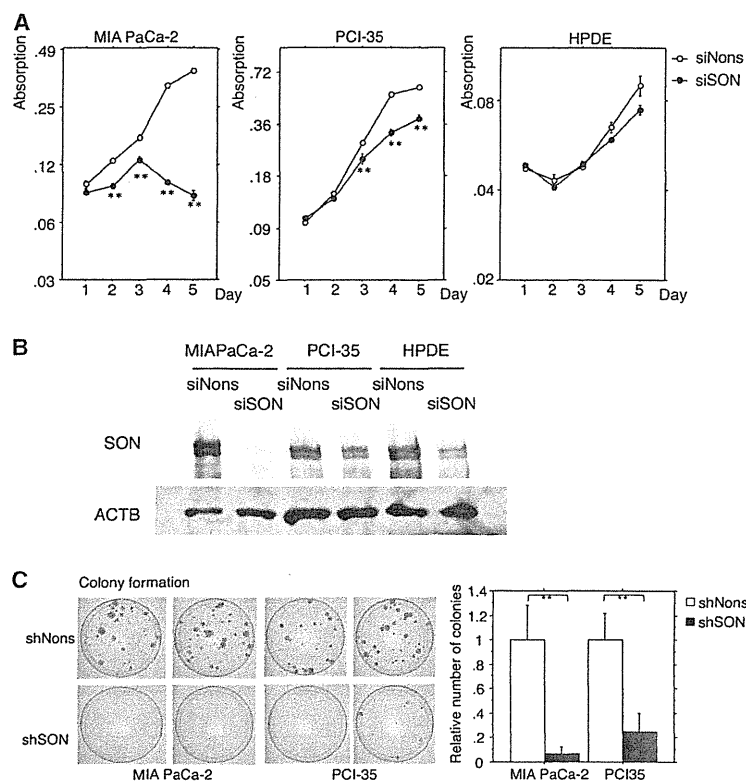 A
MIA PaCa-2
PCI-35
HPDE
Absorption
.49
.25
.12
.06
.03
**
**
**
**
1 2 3 4 5 Day
Absorption
.72
.36
.18
.09
.05
**
**
**
1 2 3 4 5 Day
Absorption
.08
.04
.02
1 2 3 4 5 Day
siNons
siSON
B
MIAPaCa-2
PCI-35
HPDE
siNons
siSON
siNons
siSON
siNons
siSON
SON
ACTB
C
Colony formation
shNons
shSON
MIA PaCa-2
PCI-35
Relative number of colonies
1.4
1.2
1
.8
.6
.4
.2
0
**
**
MIA PaCa-2
PCI35
shNons
shSON